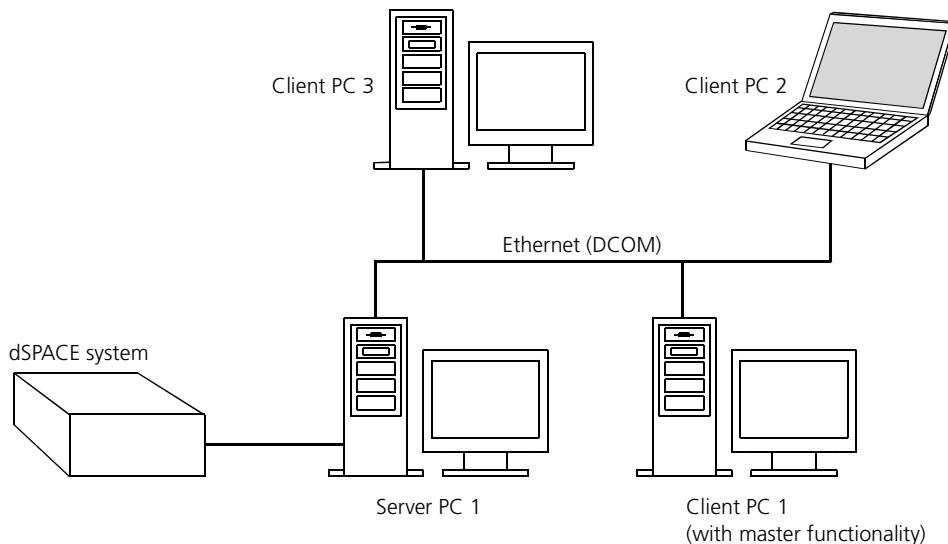 Client PC 3
Client PC 2
Ethernet (DCOM)
dSPACE system
Server PC 1
Client PC 1
(with master functionality)